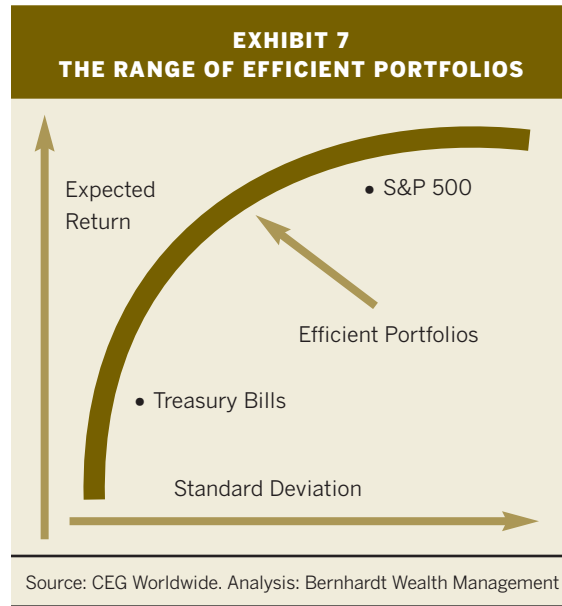 EXHIBIT 7
THE RANGE OF EFFICIENT PORTFOLIOS
Expected
Return
• S&P 500
Efficient Portfolios
• Treasury Bills
Standard Deviation
Source: CEG Worldwide. Analysis: Bernhardt Wealth Management